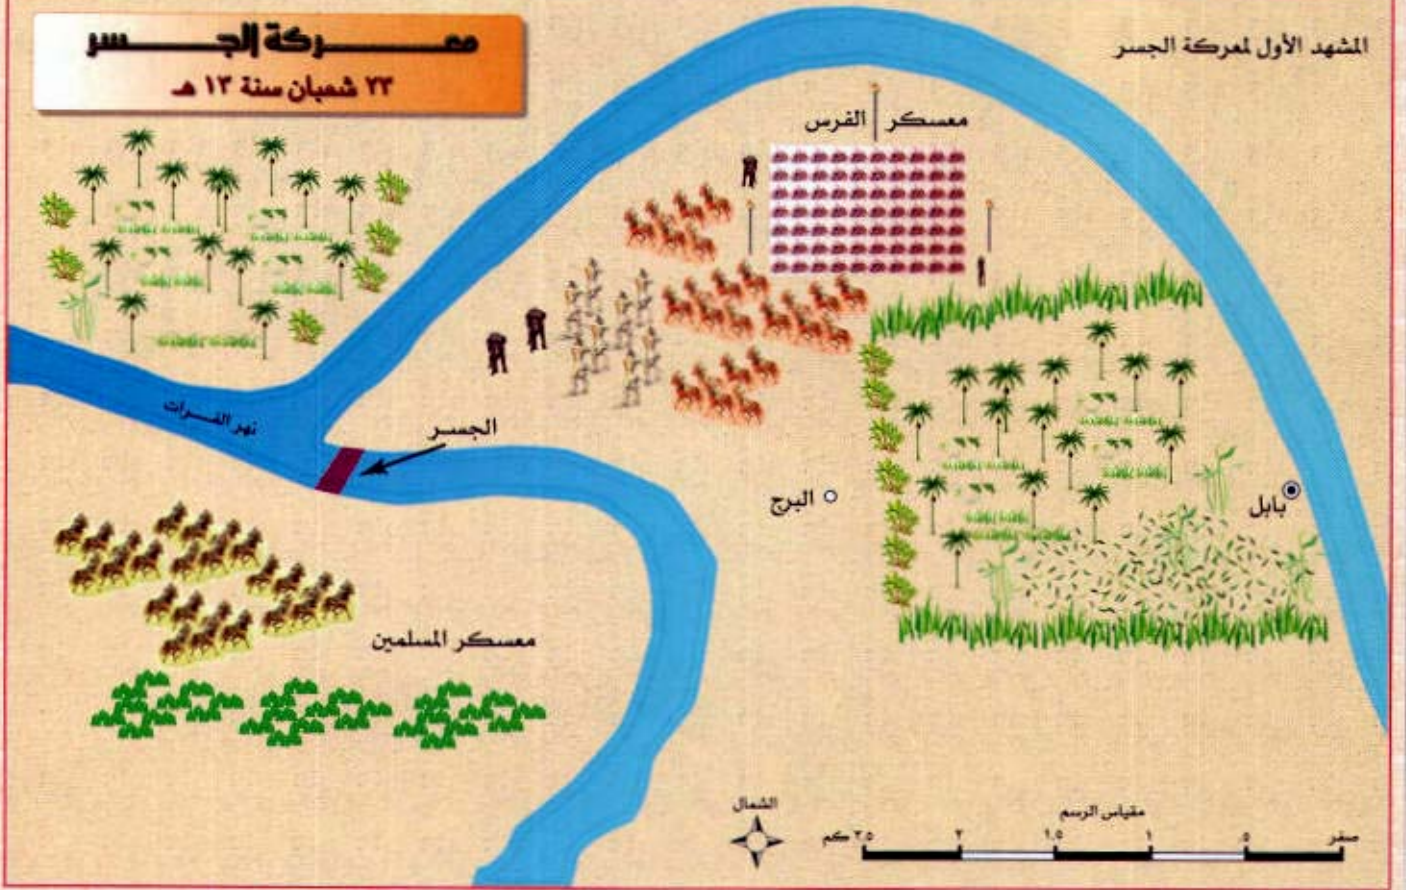 معركة الجسر
٢٣ شعبان سنة ١٣ هـ
المشهد الأول لمعركة الجسر
معسكر الفرس
نهر الفرات
الجسر
البرج
بابل
معسكر المسلمين
الشمال
مقياس الرسم
صفر ٥ ١ ١.٥ ٢ ٢.٥ كم